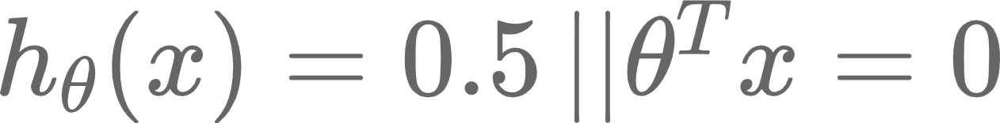 h_θ(x) = 0.5 || θ^T x = 0